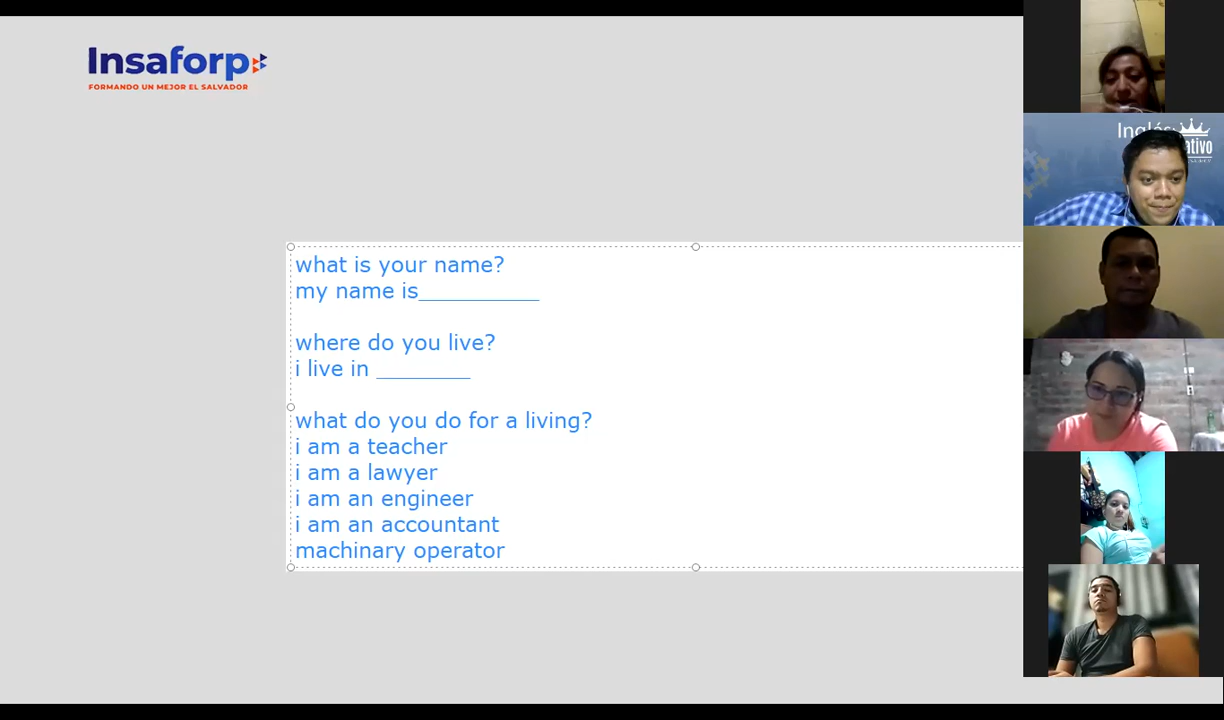 Insaforp
FORMANDO UN MEJOR EL SALVADOR
what is your name?
my name is__________
where do you live?
i live in ________
what do you do for a living?
i am a teacher
i am a lawyer
i am an engineer
i am an accountant
machinary operator